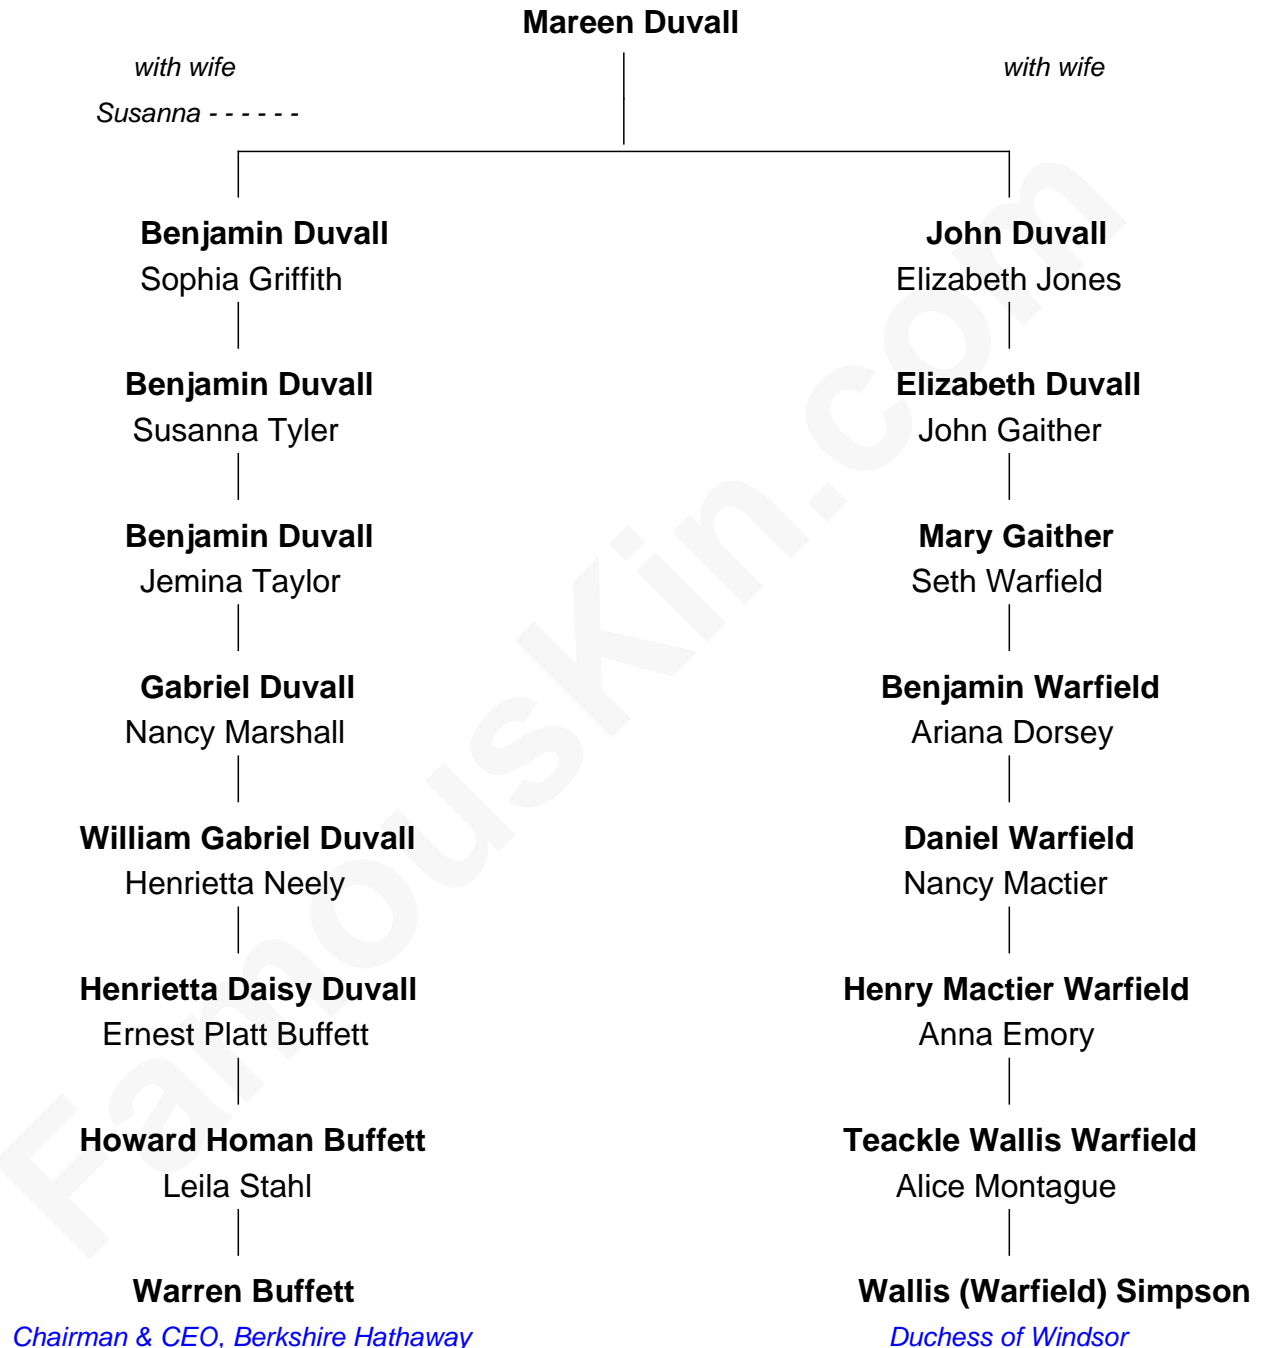 Mareen Duvall
with wife
with wife
Susanna - - - - - -
Benjamin Duvall
John Duvall
Sophia Griffith
Elizabeth Jones
Benjamin Duvall
Elizabeth Duvall
Susanna Tyler
John Gaither
Benjamin Duvall
Mary Gaither
Jemina Taylor
Seth Warfield
Gabriel Duvall
Benjamin Warfield
Nancy Marshall
Ariana Dorsey
William Gabriel Duvall
Daniel Warfield
Henrietta Neely
Nancy Mactier
Henrietta Daisy Duvall
Henry Mactier Warfield
Ernest Platt Buffett
Anna Emory
Howard Homan Buffett
Teackle Wallis Warfield
Leila Stahl
Alice Montague
Warren Buffett
Wallis (Warfield) Simpson
Chairman & CEO, Berkshire Hathaway
Duchess of Windsor
FamousKin.com